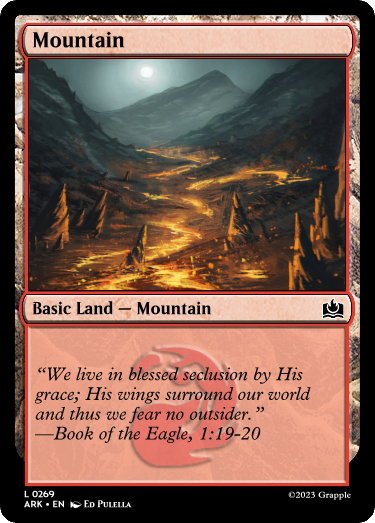 Mountain
Basic Land — Mountain
“We live in blessed seclusion by His
grace; His wings surround our world
and thus we fear no outsider.”
—Book of the Eagle, 1:19-20
L 0269
ARK • EN Ed Pulella
©2023 Grapple